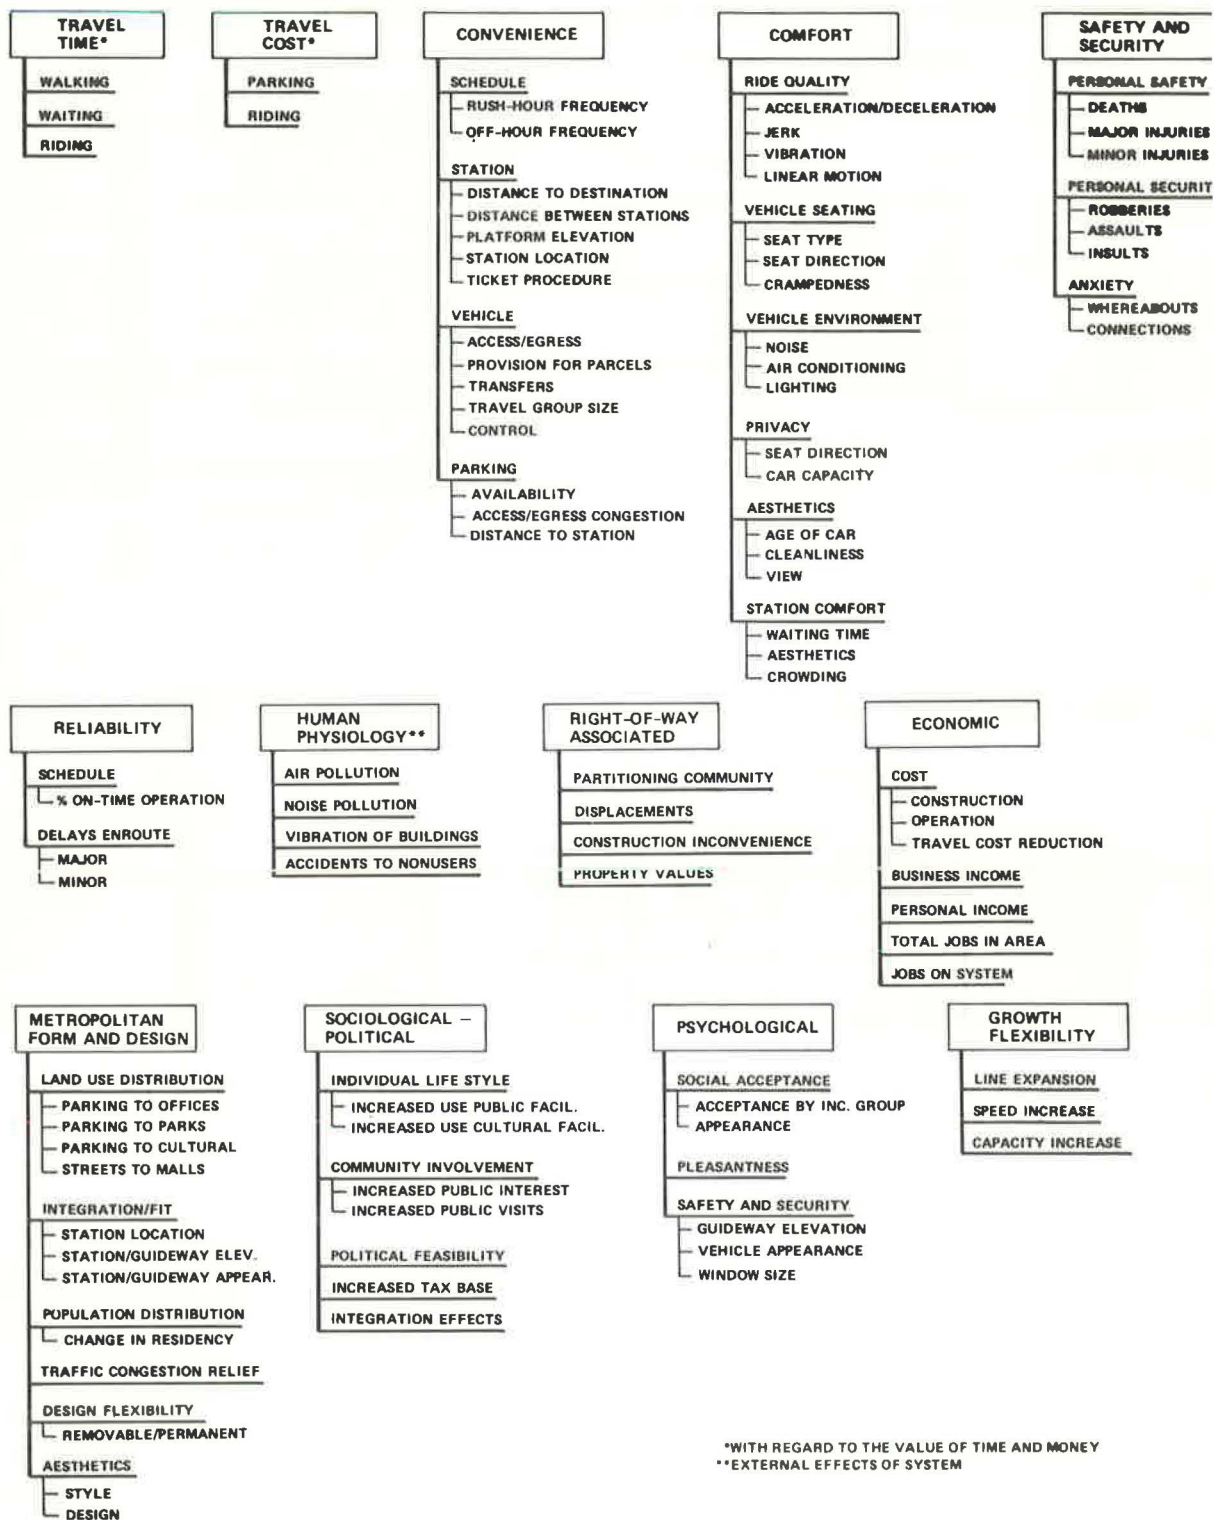 TRAVEL
TIME*
WALKING
WAITING
RIDING
TRAVEL
COST*
PARKING
RIDING
CONVENIENCE
SCHEDULE
RUSH-HOUR FREQUENCY
OFF-HOUR FREQUENCY
STATION
DISTANCE TO DESTINATION
DISTANCE BETWEEN STATIONS
PLATFORM ELEVATION
STATION LOCATION
TICKET PROCEDURE
VEHICLE
ACCESS/EGRESS
PROVISION FOR PARCELS
TRANSFERS
TRAVEL GROUP SIZE
CONTROL
PARKING
AVAILABILITY
ACCESS/EGRESS CONGESTION
DISTANCE TO STATION
COMFORT
RIDE QUALITY
ACCELERATION/DECELERATION
JERK
VIBRATION
LINEAR MOTION
VEHICLE SEATING
SEAT TYPE
SEAT DIRECTION
CRAMPEDNESS
VEHICLE ENVIRONMENT
NOISE
AIR CONDITIONING
LIGHTING
PRIVACY
SEAT DIRECTION
CAR CAPACITY
AESTHETICS
AGE OF CAR
CLEANLINESS
VIEW
STATION COMFORT
WAITING TIME
AESTHETICS
CROWDING
SAFETY AND
SECURITY
PERSONAL SAFETY
DEATHS
MAJOR INJURIES
MINOR INJURIES
PERSONAL SECURIT
ROBBERIES
ASSAULTS
INSULTS
ANXIETY
WHEREABOUTS
CONNECTIONS
RELIABILITY
SCHEDULE
% ON-TIME OPERATION
DELAYS ENROUTE
MAJOR
MINOR
HUMAN
PHYSIOLOGY**
AIR POLLUTION
NOISE POLLUTION
VIBRATION OF BUILDINGS
ACCIDENTS TO NONUSERS
RIGHT-OF-WAY
ASSOCIATED
PARTITIONING COMMUNITY
DISPLACEMENTS
CONSTRUCTION INCONVENIENCE
PROPERTY VALUES
ECONOMIC
COST
CONSTRUCTION
OPERATION
TRAVEL COST REDUCTION
BUSINESS INCOME
PERSONAL INCOME
TOTAL JOBS IN AREA
JOBS ON SYSTEM
METROPOLITAN
FORM AND DESIGN
LAND USE DISTRIBUTION
PARKING TO OFFICES
PARKING TO PARKS
PARKING TO CULTURAL
STREETS TO MALLS
INTEGRATION/FIT
STATION LOCATION
STATION/GUIDEWAY ELEV.
STATION/GUIDEWAY APPEAR.
POPULATION DISTRIBUTION
CHANGE IN RESIDENCY
TRAFFIC CONGESTION RELIEF
DESIGN FLEXIBILITY
REMOVABLE/PERMANENT
AESTHETICS
STYLE
DESIGN
SOCIOLOGICAL –
POLITICAL
INDIVIDUAL LIFE STYLE
INCREASED USE PUBLIC FACIL.
INCREASED USE CULTURAL FACIL.
COMMUNITY INVOLVEMENT
INCREASED PUBLIC INTEREST
INCREASED PUBLIC VISITS
POLITICAL FEASIBILITY
INCREASED TAX BASE
INTEGRATION EFFECTS
PSYCHOLOGICAL
SOCIAL ACCEPTANCE
ACCEPTANCE BY INC. GROUP
APPEARANCE
PLEASANTNESS
SAFETY AND SECURITY
GUIDEWAY ELEVATION
VEHICLE APPEARANCE
WINDOW SIZE
GROWTH
FLEXIBILITY
LINE EXPANSION
SPEED INCREASE
CAPACITY INCREASE
*WITH REGARD TO THE VALUE OF TIME AND MONEY
**EXTERNAL EFFECTS OF SYSTEM